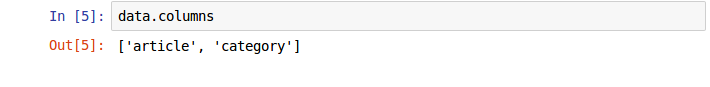 In [5]: data.columns
Out[5]: ['article', 'category']